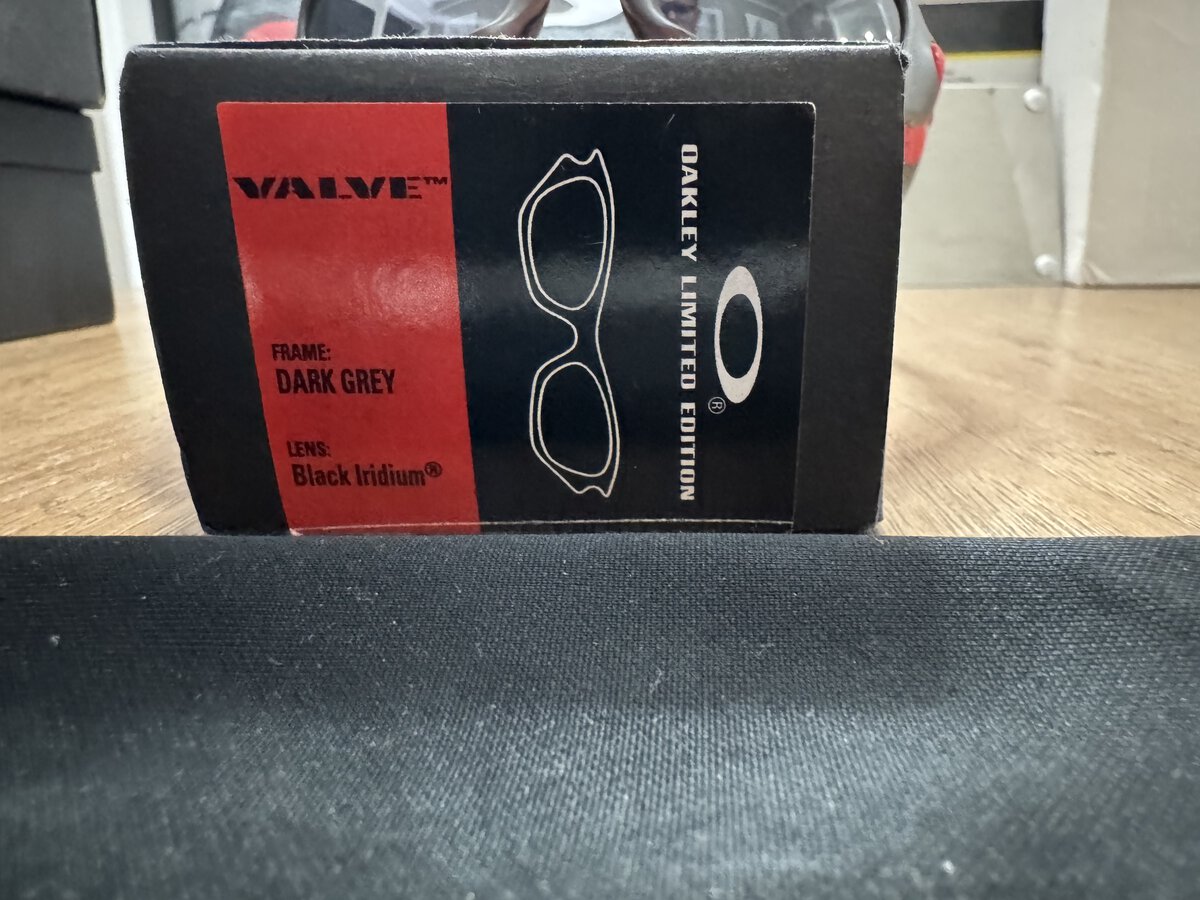 VALVE™
FRAME:
DARK GREY
LENS:
Black Iridium®
OAKLEY LIMITED EDITION
®